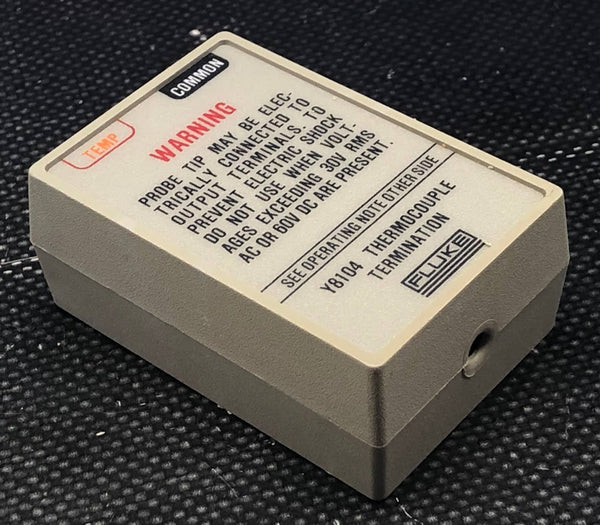 TEMP
COMMON
WARNING
PROBE TIP MAY BE ELEC-
TRICALLY CONNECTED TO
OUTPUT TERMINALS. TO
PREVENT ELECTRIC SHOCK
DO NOT USE WHEN VOLT-
AGES EXCEEDING 30V RMS
AC OR 60V DC ARE PRESENT.
SEE OPERATING NOTE OTHER SIDE
Y8104 THERMOCOUPLE
TERMINATION
FLUKE